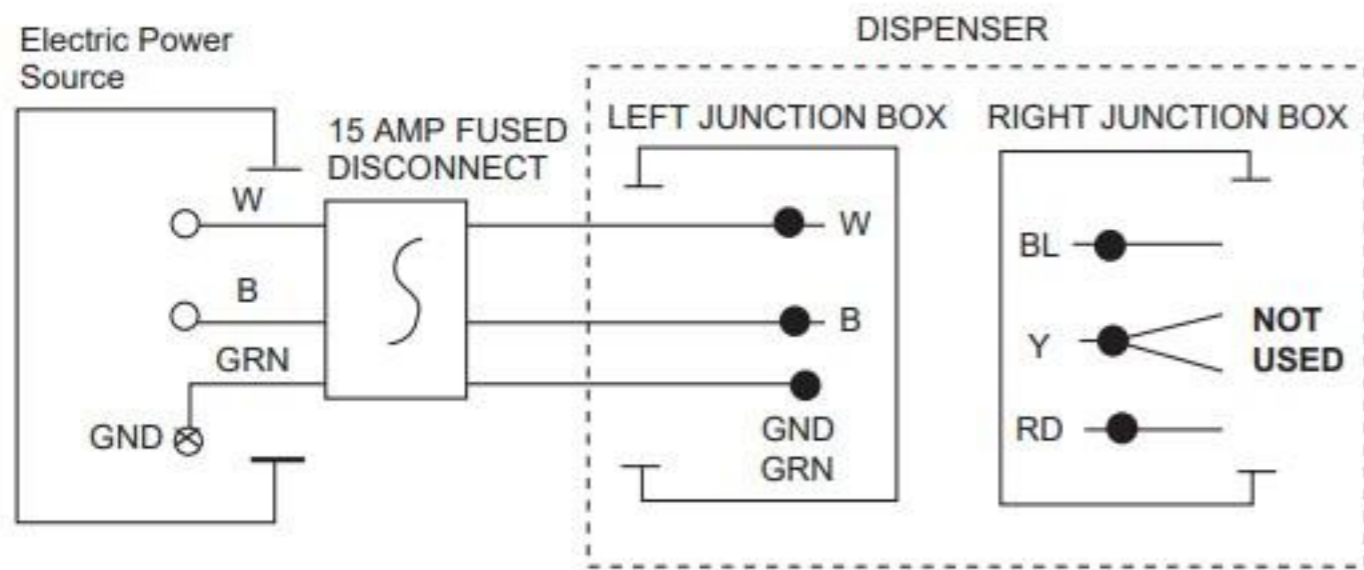 Electric Power
Source
15 AMP FUSED
DISCONNECT
W
B
GRN
GND
DISPENSER
LEFT JUNCTION BOX
W
B
GND
GRN
RIGHT JUNCTION BOX
BL
Y
RD
NOT
USED